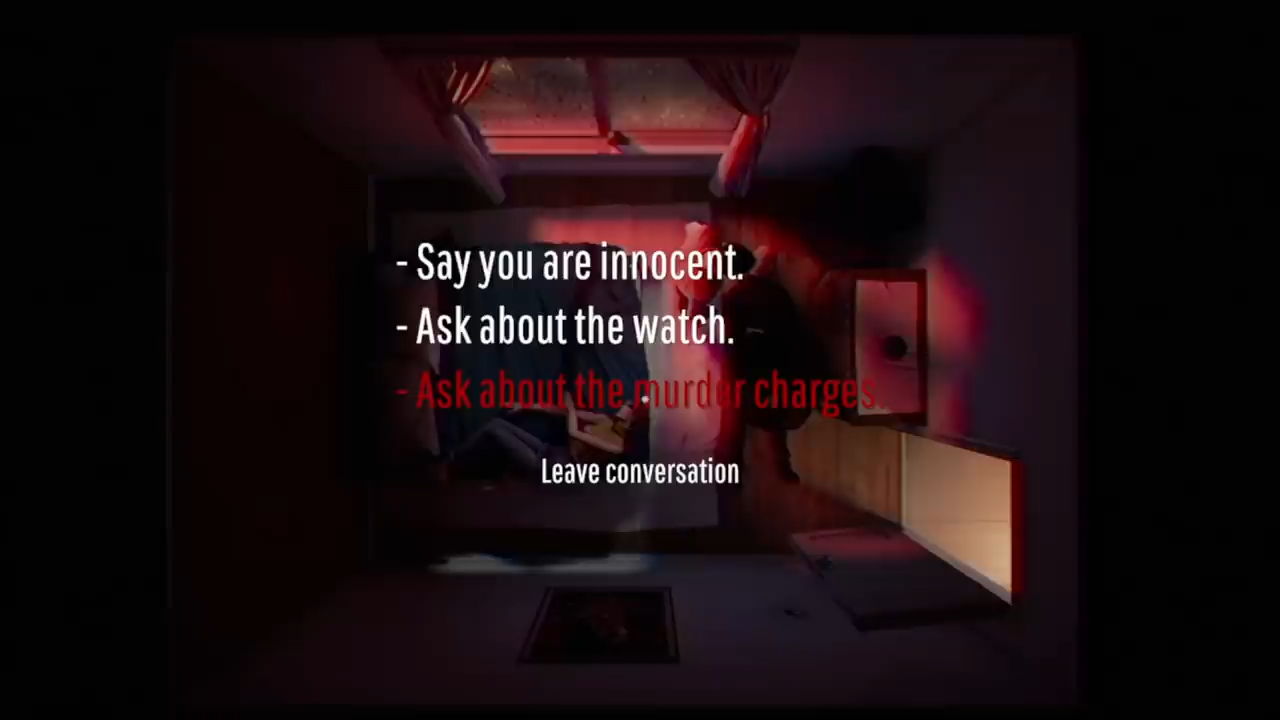 - Say you are innocent.
- Ask about the watch.
- Ask about the murder charges.
Leave conversation